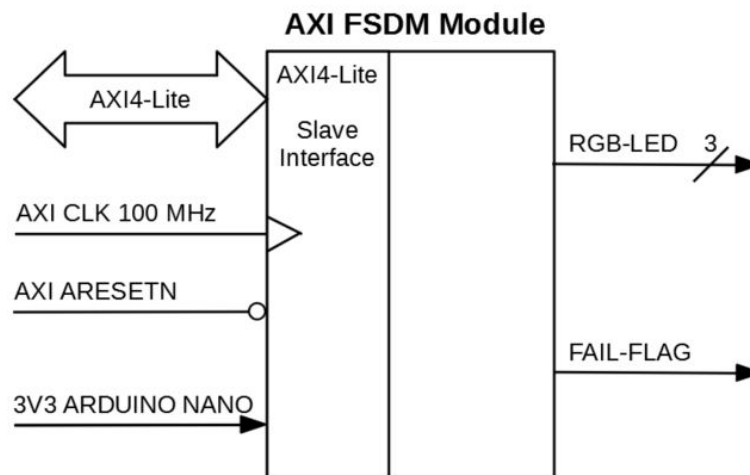 AXI FSDM Module
AXI4-Lite
AXI4-Lite
Slave
Interface
RGB-LED 3
AXI CLK 100 MHz
AXI ARESETN
FAIL-FLAG
3V3 ARDUINO NANO